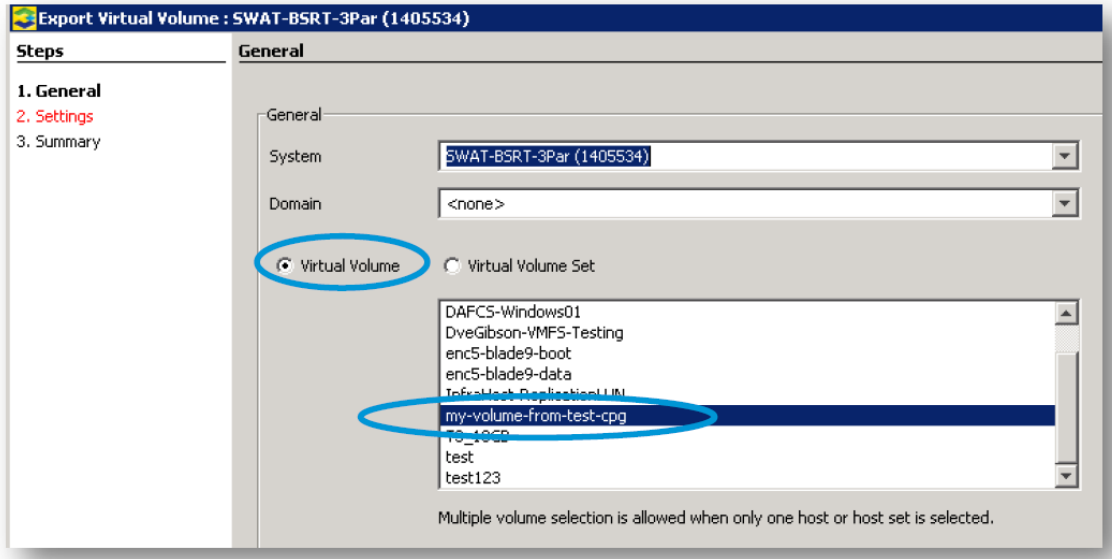 Export Virtual Volume : SWAT-BSRT-3Par (1405534)
Steps
1. General
2. Settings
3. Summary
General
General
System
SWAT-BSRT-3Par (1405534)
Domain
<none>
Virtual Volume
Virtual Volume Set
DAFCS-Windows01
DveGibson-VMFS-Testing
enc5-blade9-boot
enc5-blade9-data
InfraHost-ReplicationLUN
my-volume-from-test-cpg
TS_10GB
test
test123
Multiple volume selection is allowed when only one host or host set is selected.